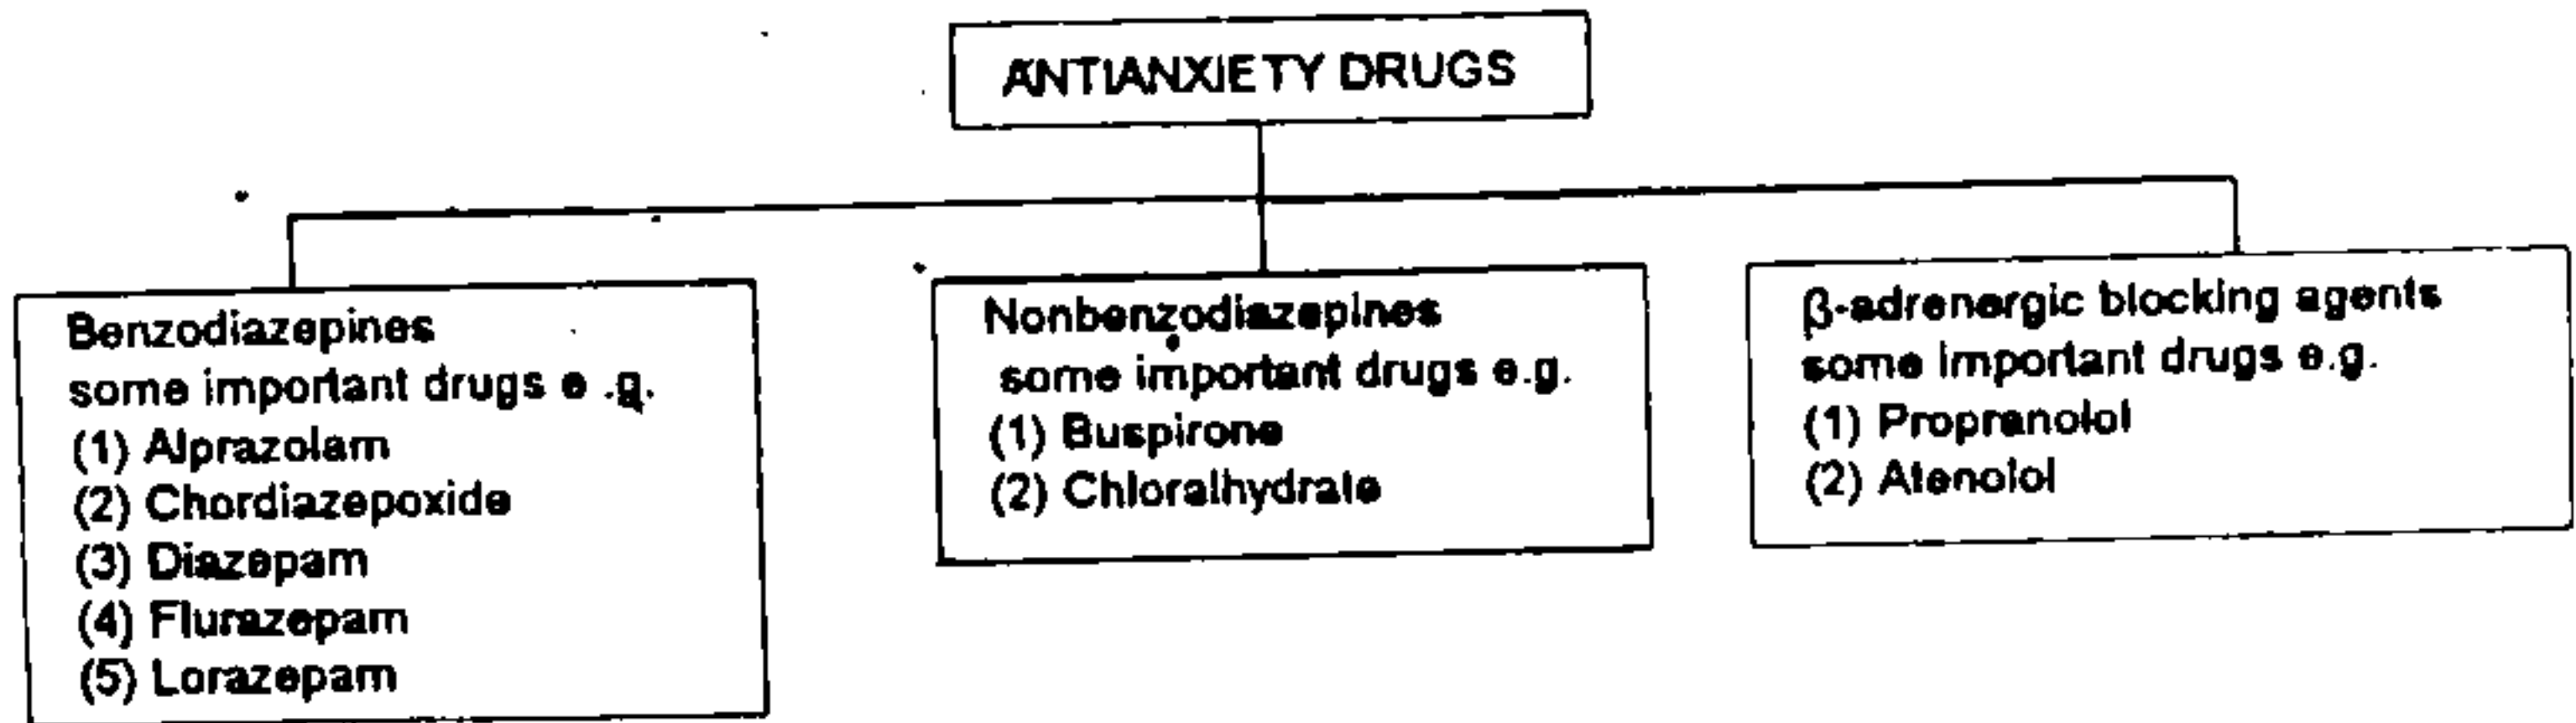 ANTIANXIETY DRUGS
Benzodiazepines
some important drugs e .g.
(1) Alprazolam
(2) Chordiazepoxide
(3) Diazepam
(4) Flurazepam
(5) Lorazepam
Nonbenzodiazepines
some important drugs e.g.
(1) Buspirone
(2) Chloralhydrate
β-adrenergic blocking agents
some important drugs e.g.
(1) Propranolol
(2) Atenolol